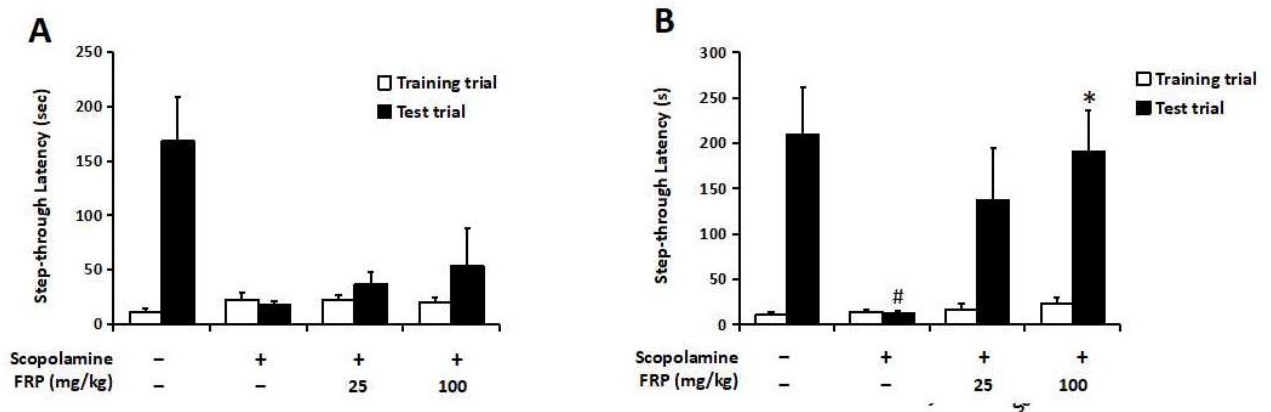 A
250
200
150
100
50
0
Step-through Latency (sec)
Training trial
Test trial
Scopolamine – + + +
FRP (mg/kg) – – 25 100
B
300
250
200
150
100
50
0
Step-through Latency (s)
Training trial
Test trial
#
*
Scopolamine – + + +
FRP (mg/kg) – – 25 100